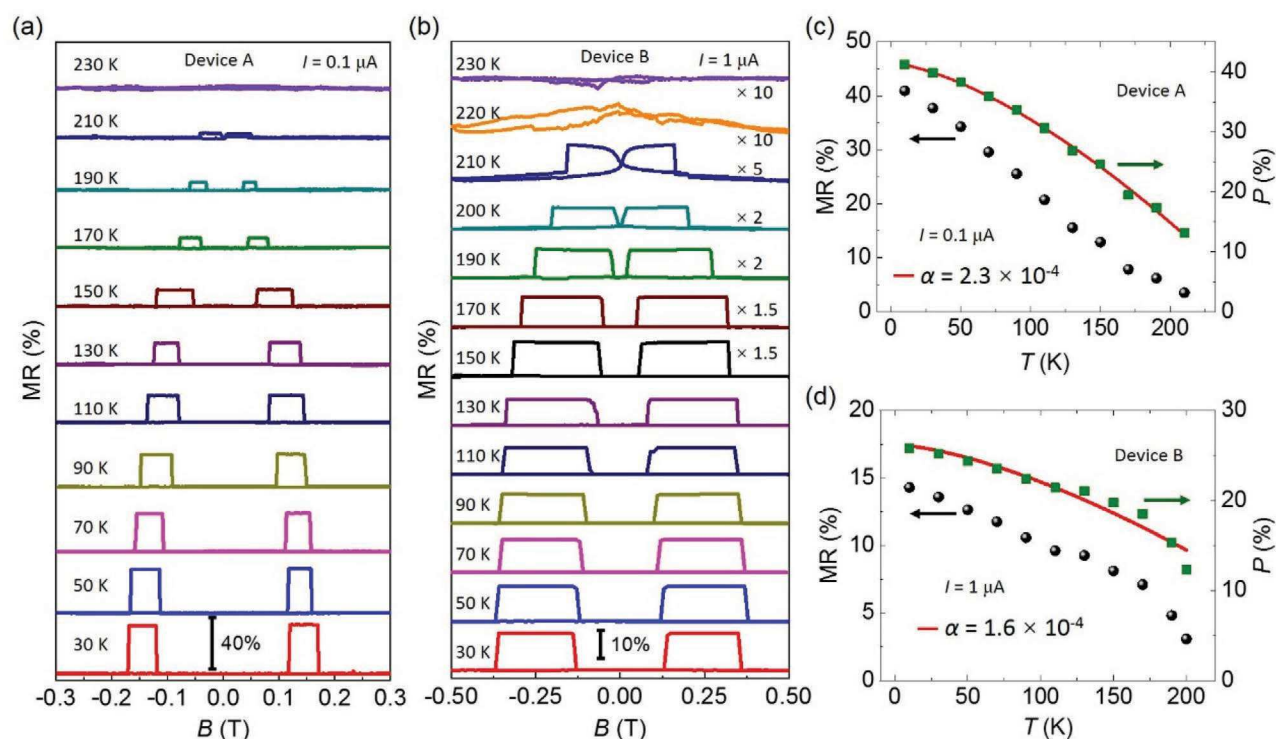 (a)
Device A
I = 0.1 μA
230 K
210 K
190 K
170 K
150 K
130 K
110 K
90 K
70 K
50 K
30 K
40%
MR (%)
-0.3 -0.2 -0.1 0.0 0.1 0.2 0.3
B (T)
(b)
Device B
I = 1 μA
230 K
× 10
220 K
× 10
210 K
× 5
200 K
× 2
190 K
× 2
170 K
× 1.5
150 K
× 1.5
130 K
110 K
90 K
70 K
50 K
30 K
10%
MR (%)
-0.50 -0.25 0.00 0.25 0.50
B (T)
(c)
50
40
30
20
10
0
MR (%)
Device A
I = 0.1 μA
α = 2.3 × 10⁻⁴
40
30
20
10
0
P (%)
0 50 100 150 200
T (K)
(d)
20
15
10
5
0
MR (%)
Device B
I = 1 μA
α = 1.6 × 10⁻⁴
30
20
10
0
P (%)
0 50 100 150 200
T (K)